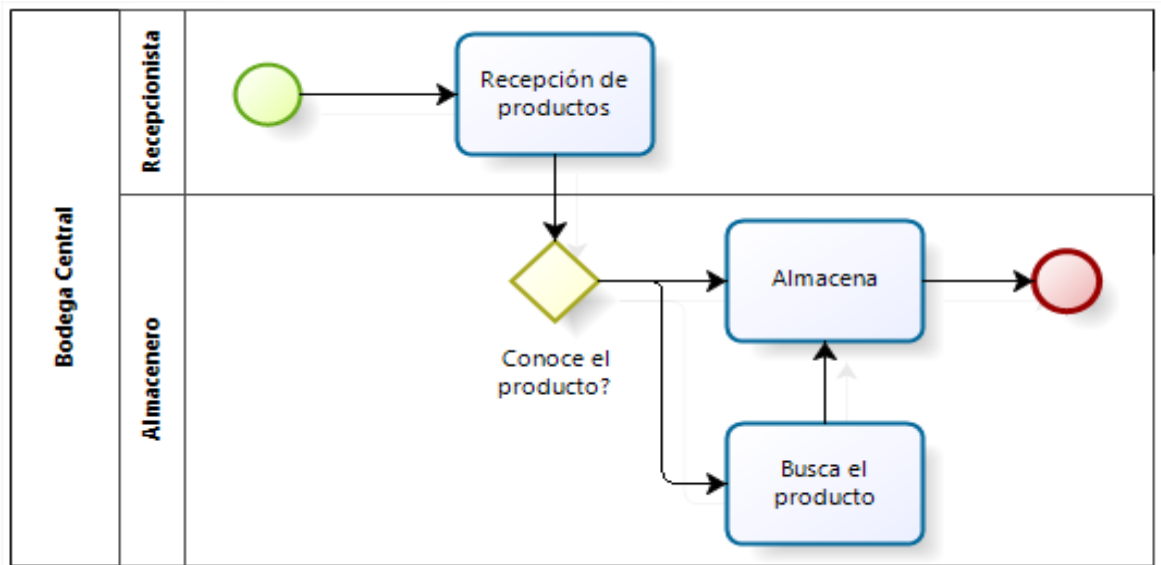 Bodega Central
Recepcionista
Recepción de
productos
Almacenero
Conoce el
producto?
Almacena
Busca el
producto